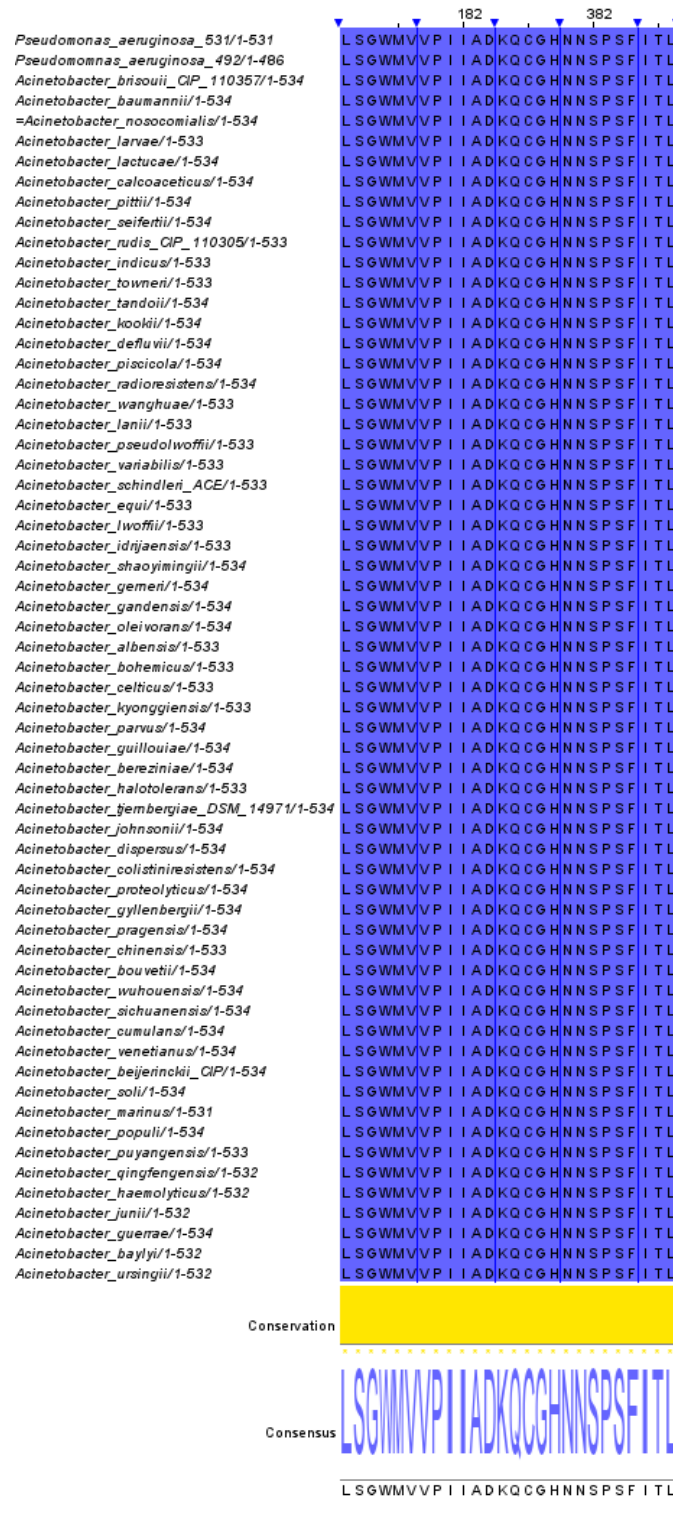 182 382
Pseudomonas_aeruginosa_531/1-531 LSGWMVVPIIADKQCGHNNSPSFITL
Pseudomomnas_aeruginosa_492/1-486 LSGWMVVPIIADKQCGHNNSPSFITL
Acinetobacter_brisouii_CIP_110357/1-534 LSGWMVVPIIADKQCGHNNSPSFITL
Acinetobacter_baumannii/1-534 LSGWMVVPIIADKQCGHNNSPSFITL
=Acinetobacter_nosocomialis/1-534 LSGWMVVPIIADKQCGHNNSPSFITL
Acinetobacter_larvae/1-533 LSGWMVVPIIADKQCGHNNSPSFITL
Acinetobacter_lactucae/1-534 LSGWMVVPIIADKQCGHNNSPSFITL
Acinetobacter_calcoaceticus/1-534 LSGWMVVPIIADKQCGHNNSPSFITL
Acinetobacter_pittii/1-534 LSGWMVVPIIADKQCGHNNSPSFITL
Acinetobacter_seifertii/1-534 LSGWMVVPIIADKQCGHNNSPSFITL
Acinetobacter_rudis_CIP_110305/1-533 LSGWMVVPIIADKQCGHNNSPSFITL
Acinetobacter_indicus/1-533 LSGWMVVPIIADKQCGHNNSPSFITL
Acinetobacter_towneri/1-533 LSGWMVVPIIADKQCGHNNSPSFITL
Acinetobacter_tandoii/1-534 LSGWMVVPIIADKQCGHNNSPSFITL
Acinetobacter_kookii/1-534 LSGWMVVPIIADKQCGHNNSPSFITL
Acinetobacter_defluvii/1-534 LSGWMVVPIIADKQCGHNNSPSFITL
Acinetobacter_piscicola/1-534 LSGWMVVPIIADKQCGHNNSPSFITL
Acinetobacter_radioresistens/1-534 LSGWMVVPIIADKQCGHNNSPSFITL
Acinetobacter_wanghuae/1-533 LSGWMVVPIIADKQCGHNNSPSFITL
Acinetobacter_lanii/1-533 LSGWMVVPIIADKQCGHNNSPSFITL
Acinetobacter_pseudolwoffii/1-533 LSGWMVVPIIADKQCGHNNSPSFITL
Acinetobacter_variabilis/1-533 LSGWMVVPIIADKQCGHNNSPSFITL
Acinetobacter_schindleri_ACE/1-533 LSGWMVVPIIADKQCGHNNSPSFITL
Acinetobacter_equi/1-533 LSGWMVVPIIADKQCGHNNSPSFITL
Acinetobacter_lwoffii/1-533 LSGWMVVPIIADKQCGHNNSPSFITL
Acinetobacter_idrijaensis/1-533 LSGWMVVPIIADKQCGHNNSPSFITL
Acinetobacter_shaoyimingii/1-534 LSGWMVVPIIADKQCGHNNSPSFITL
Acinetobacter_gerneri/1-534 LSGWMVVPIIADKQCGHNNSPSFITL
Acinetobacter_gandensis/1-534 LSGWMVVPIIADKQCGHNNSPSFITL
Acinetobacter_oleivorans/1-534 LSGWMVVPIIADKQCGHNNSPSFITL
Acinetobacter_albensis/1-533 LSGWMVVPIIADKQCGHNNSPSFITL
Acinetobacter_bohemicus/1-533 LSGWMVVPIIADKQCGHNNSPSFITL
Acinetobacter_celticus/1-533 LSGWMVVPIIADKQCGHNNSPSFITL
Acinetobacter_kyonggiensis/1-533 LSGWMVVPIIADKQCGHNNSPSFITL
Acinetobacter_parvus/1-534 LSGWMVVPIIADKQCGHNNSPSFITL
Acinetobacter_guillouiae/1-534 LSGWMVVPIIADKQCGHNNSPSFITL
Acinetobacter_bereziniae/1-534 LSGWMVVPIIADKQCGHNNSPSFITL
Acinetobacter_halotolerans/1-533 LSGWMVVPIIADKQCGHNNSPSFITL
Acinetobacter_tjernbergiae_DSM_14971/1-534 LSGWMVVPIIADKQCGHNNSPSFITL
Acinetobacter_johnsonii/1-534 LSGWMVVPIIADKQCGHNNSPSFITL
Acinetobacter_dispersus/1-534 LSGWMVVPIIADKQCGHNNSPSFITL
Acinetobacter_colistiniresistens/1-534 LSGWMVVPIIADKQCGHNNSPSFITL
Acinetobacter_proteolyticus/1-534 LSGWMVVPIIADKQCGHNNSPSFITL
Acinetobacter_gyllenbergii/1-534 LSGWMVVPIIADKQCGHNNSPSFITL
Acinetobacter_pragensis/1-534 LSGWMVVPIIADKQCGHNNSPSFITL
Acinetobacter_chinensis/1-533 LSGWMVVPIIADKQCGHNNSPSFITL
Acinetobacter_bouvetii/1-534 LSGWMVVPIIADKQCGHNNSPSFITL
Acinetobacter_wuhouensis/1-534 LSGWMVVPIIADKQCGHNNSPSFITL
Acinetobacter_sichuanensis/1-534 LSGWMVVPIIADKQCGHNNSPSFITL
Acinetobacter_cumulans/1-534 LSGWMVVPIIADKQCGHNNSPSFITL
Acinetobacter_venetianus/1-534 LSGWMVVPIIADKQCGHNNSPSFITL
Acinetobacter_beijerinckii_CIP/1-534 LSGWMVVPIIADKQCGHNNSPSFITL
Acinetobacter_soli/1-534 LSGWMVVPIIADKQCGHNNSPSFITL
Acinetobacter_marinus/1-531 LSGWMVVPIIADKQCGHNNSPSFITL
Acinetobacter_populi/1-534 LSGWMVVPIIADKQCGHNNSPSFITL
Acinetobacter_puyangensis/1-533 LSGWMVVPIIADKQCGHNNSPSFITL
Acinetobacter_qingfengensis/1-532 LSGWMVVPIIADKQCGHNNSPSFITL
Acinetobacter_haemolyticus/1-532 LSGWMVVPIIADKQCGHNNSPSFITL
Acinetobacter_junii/1-532 LSGWMVVPIIADKQCGHNNSPSFITL
Acinetobacter_guerrae/1-534 LSGWMVVPIIADKQCGHNNSPSFITL
Acinetobacter_baylyi/1-532 LSGWMVVPIIADKQCGHNNSPSFITL
Acinetobacter_ursingii/1-532 LSGWMVVPIIADKQCGHNNSPSFITL
Conservation
**************************
Consensus LSGWMVVPIIADKQCGHNNSPSFITL
LSGWMVVPIIADKQCGHNNSPSFITL